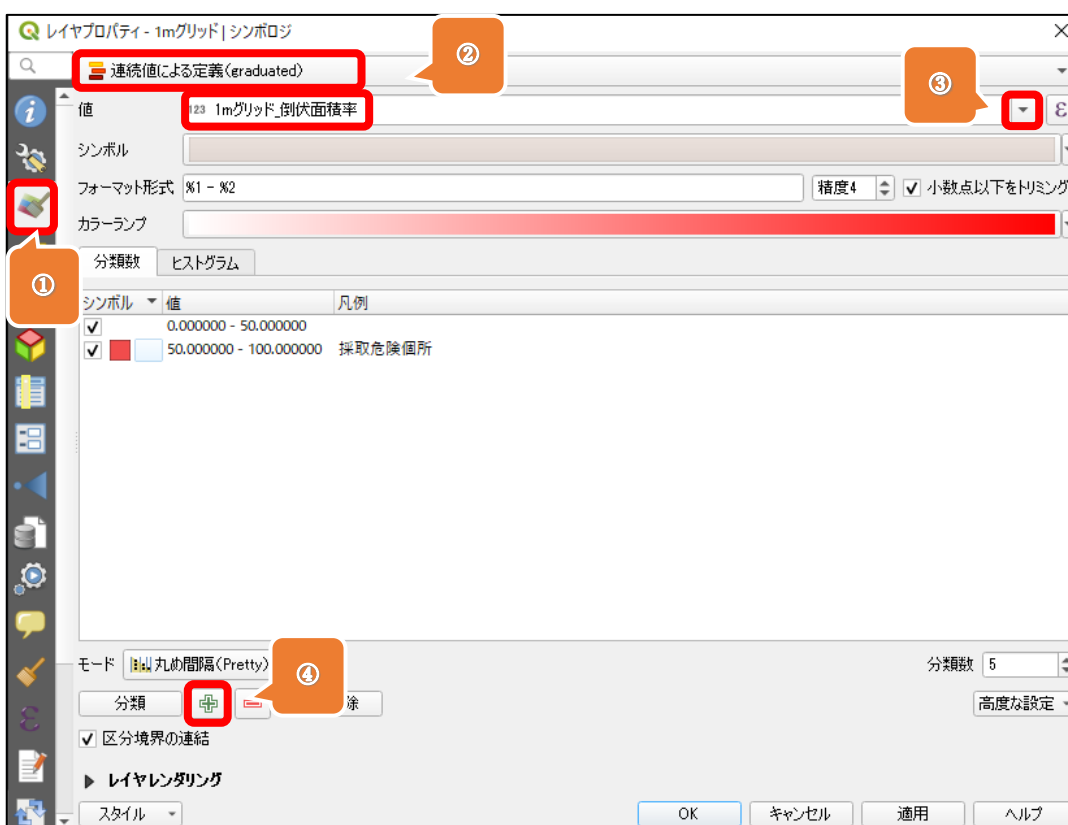 レイヤプロパティ - 1mグリッド | シンボロジ
②
連続値による定義(graduated)
③
値
123 1mグリッド_倒伏面積率
ε
シンボル
フォーマット形式 %1 - %2
精度4
小数点以下をトリミング
カラーランプ
①
分類数
ヒストグラム
シンボル 値 凡例
0.000000 - 50.000000
50.000000 - 100.000000 採取危険個所
モード 丸め間隔(Pretty)
④
分類数 5
分類
除
高度な設定
区分境界の連結
レイヤレンダリング
スタイル
OK
キャンセル
適用
ヘルプ